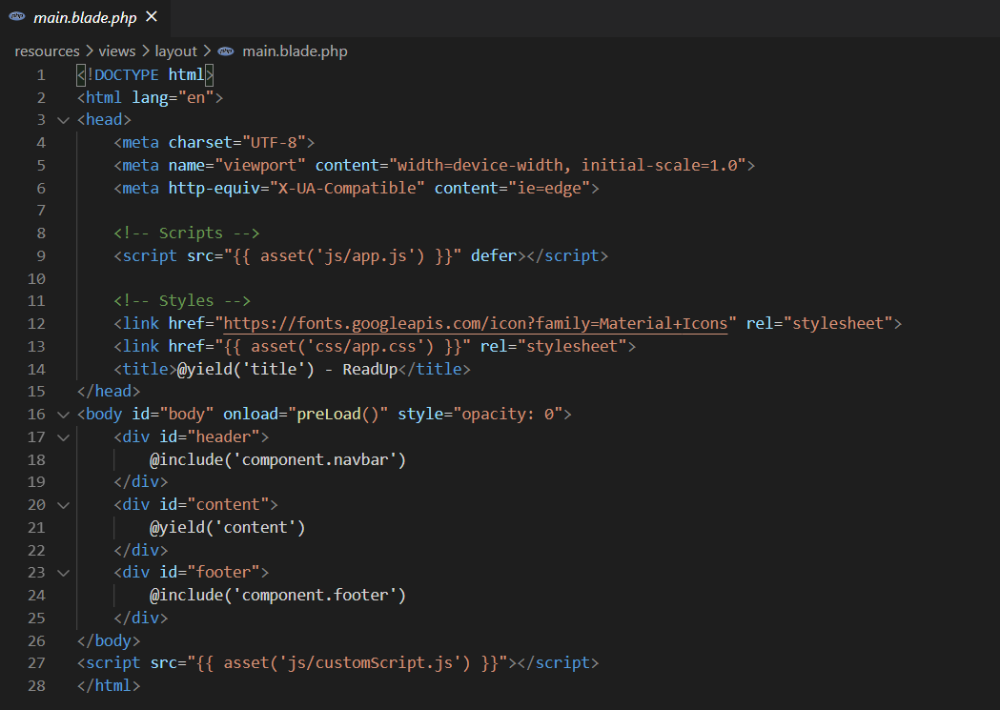 main.blade.php
resources > views > layout > main.blade.php
1 <!DOCTYPE html>
2 <html lang="en">
3 <head>
4     <meta charset="UTF-8">
5     <meta name="viewport" content="width=device-width, initial-scale=1.0">
6     <meta http-equiv="X-UA-Compatible" content="ie=edge">
7
8     <!-- Scripts -->
9     <script src="{{ asset('js/app.js') }}" defer></script>
10
11     <!-- Styles -->
12     <link href="https://fonts.googleapis.com/icon?family=Material+Icons" rel="stylesheet">
13     <link href="{{ asset('css/app.css') }}" rel="stylesheet">
14     <title>@yield('title') - ReadUp</title>
15 </head>
16 <body id="body" onload="preLoad()" style="opacity: 0">
17     <div id="header">
18         @include('component.navbar')
19     </div>
20     <div id="content">
21         @yield('content')
22     </div>
23     <div id="footer">
24         @include('component.footer')
25     </div>
26 </body>
27 <script src="{{ asset('js/customScript.js') }}"></script>
28 </html>